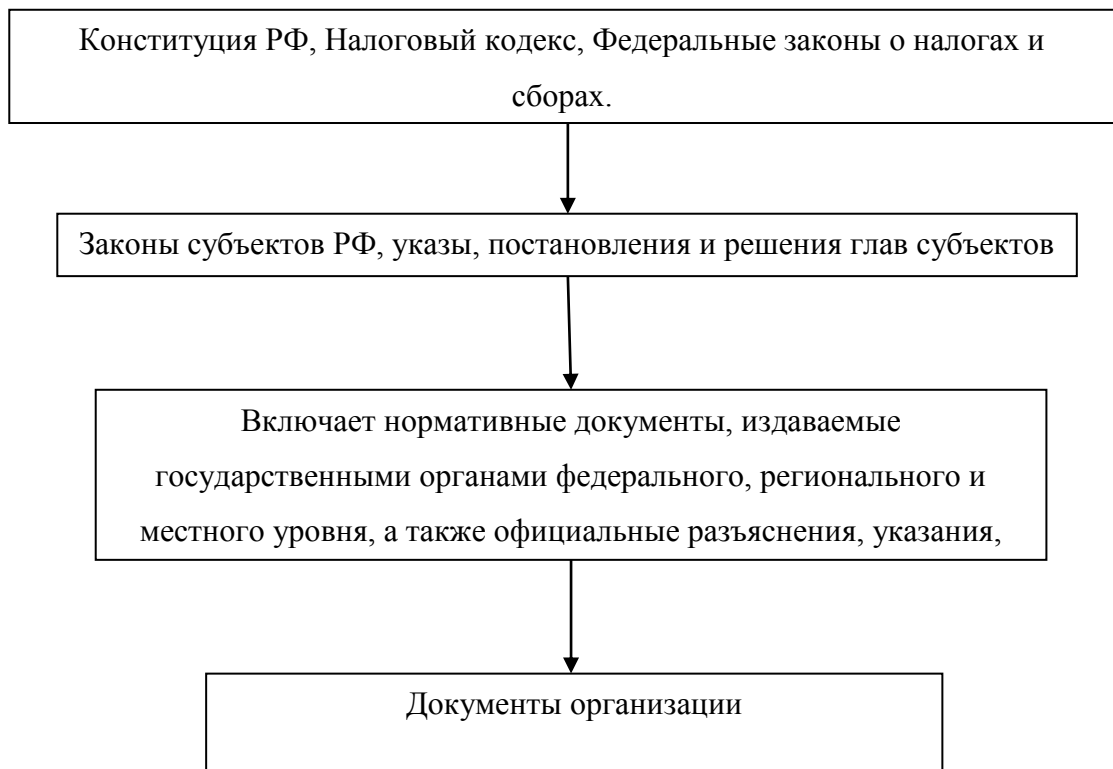 Конституция РФ, Налоговый кодекс, Федеральные законы о налогах и
сборах.
Законы субъектов РФ, указы, постановления и решения глав субъектов
Включает нормативные документы, издаваемые
государственными органами федерального, регионального и
местного уровня, а также официальные разъяснения, указания,
Документы организации